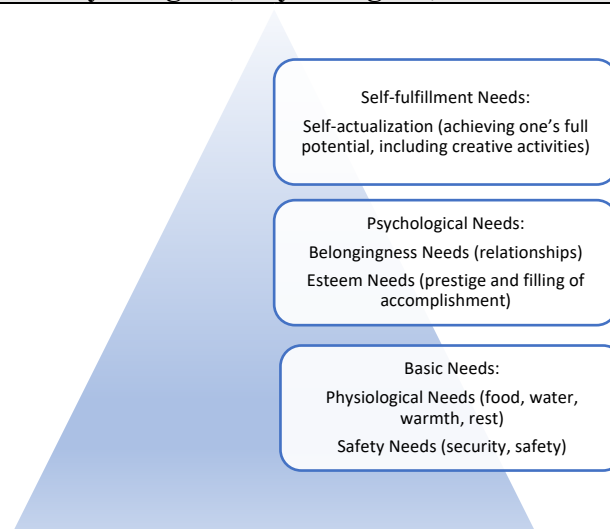 Self-fulfillment Needs:
Self-actualization (achieving one's full
potential, including creative activities)
Psychological Needs:
Belongingness Needs (relationships)
Esteem Needs (prestige and filling of
accomplishment)
Basic Needs:
Physiological Needs (food, water,
warmth, rest)
Safety Needs (security, safety)